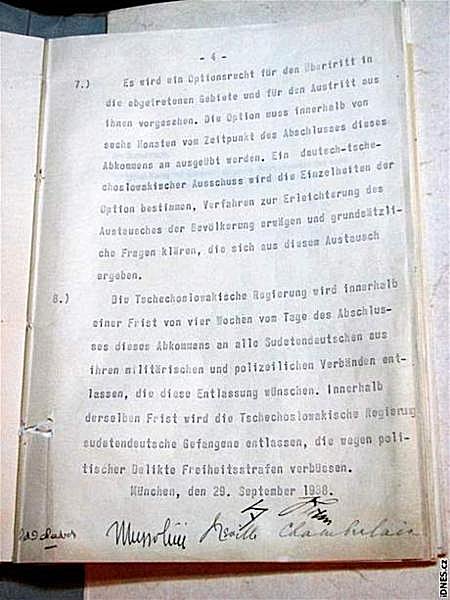 - 4 -
7.) Es wird ein Optionsrecht für den Übertritt in
die abgetretenen Gebiete und für den Austritt aus
ihnen vorgesehen. Die Option muss innerhalb von
sechs Monaten vom Zeitpunkt des Abschlusses dieses
Abkommens an ausgeübt werden. Ein deutsch-tsche-
choslowakischer Ausschuss wird die Einzelheiten der
Option bestimmen, Verfahren zur Erleichterung des
Austausches der Bevölkerung erwägen und grundsätzli-
che Fragen klären, die sich aus diesem Austausch
ergeben.
8.) Die Tschechoslowakische Regierung wird innerhalb
einer Frist von vier Wochen vom Tage des Abschlus-
ses dieses Abkommens an alle Sudetendeutschen aus
ihren militärischen und polizeilichen Verbänden ent-
lassen, die diese Entlassung wünschen. Innerhalb
derselben Frist wird die Tschechoslowakische Regierung
sudetendeutsche Gefangene entlassen, die wegen poli-
tischer Delikte Freiheitsstrafen verbüssen.
München, den 29. September 1938.
Mussolini Neville Chamberlain
iDNES.cz